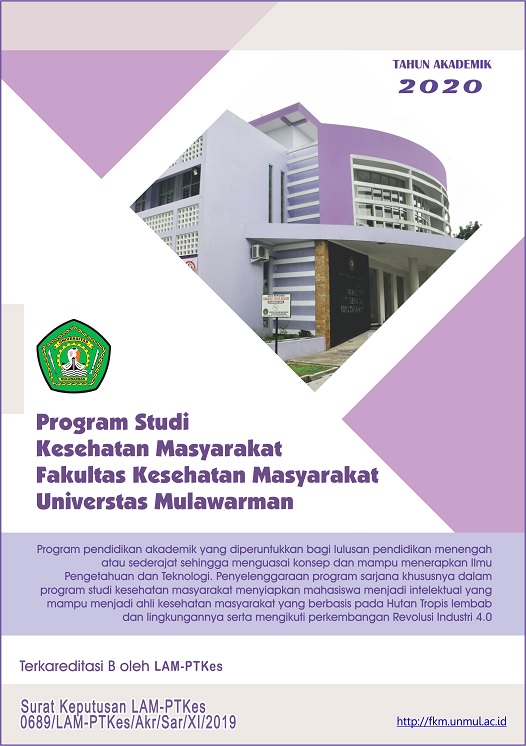 TAHUN AKADEMIK
2020
UNIVERSITAS
MULAWARMAN
Program Studi
Kesehatan Masyarakat
Fakultas Kesehatan Masyarakat
Universtas Mulawarman
Program pendidikan akademik yang diperuntukkan bagi lulusan pendidikan menengah
atau sederajat sehingga menguasai konsep dan mampu menerapkan Ilmu
Pengetahuan dan Teknologi. Penyelenggaraan program sarjana khususnya dalam
program studi kesehatan masyarakat menyiapkan mahasiswa menjadi intelektual yang
mampu menjadi ahli kesehatan masyarakat yang berbasis pada Hutan Tropis lembab
dan lingkungannya serta mengikuti perkembangan Revolusi Industri 4.0
Terkareditasi B oleh LAM-PTKes
Surat Keputusan LAM-PTKes
0689/LAM-PTKes/Akr/Sar/XI/2019
http://fkm.unmul.ac.id